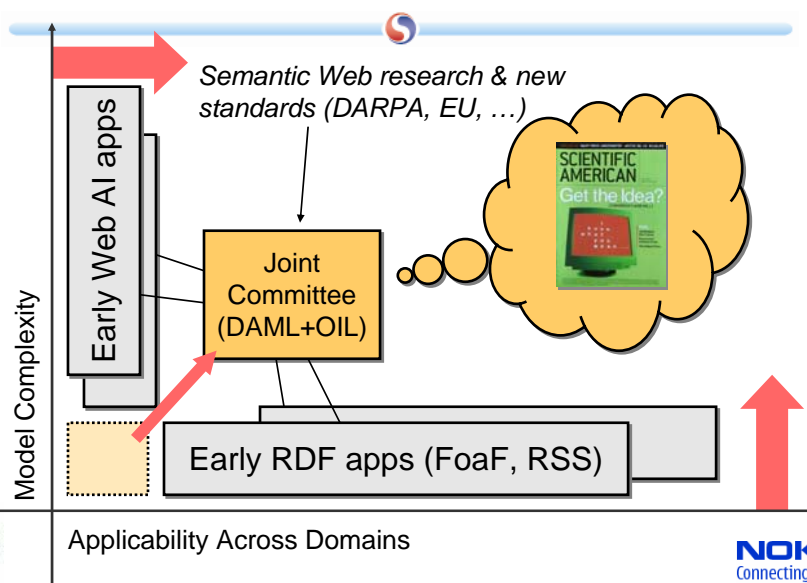 Semantic Web research & new
standards (DARPA, EU, …)
Early Web AI apps
SCIENTIFIC
AMERICAN
Get the Idea?
Joint
Committee
(DAML+OIL)
Model Complexity
Early RDF apps (FoaF, RSS)
Applicability Across Domains
NOK
Connecting